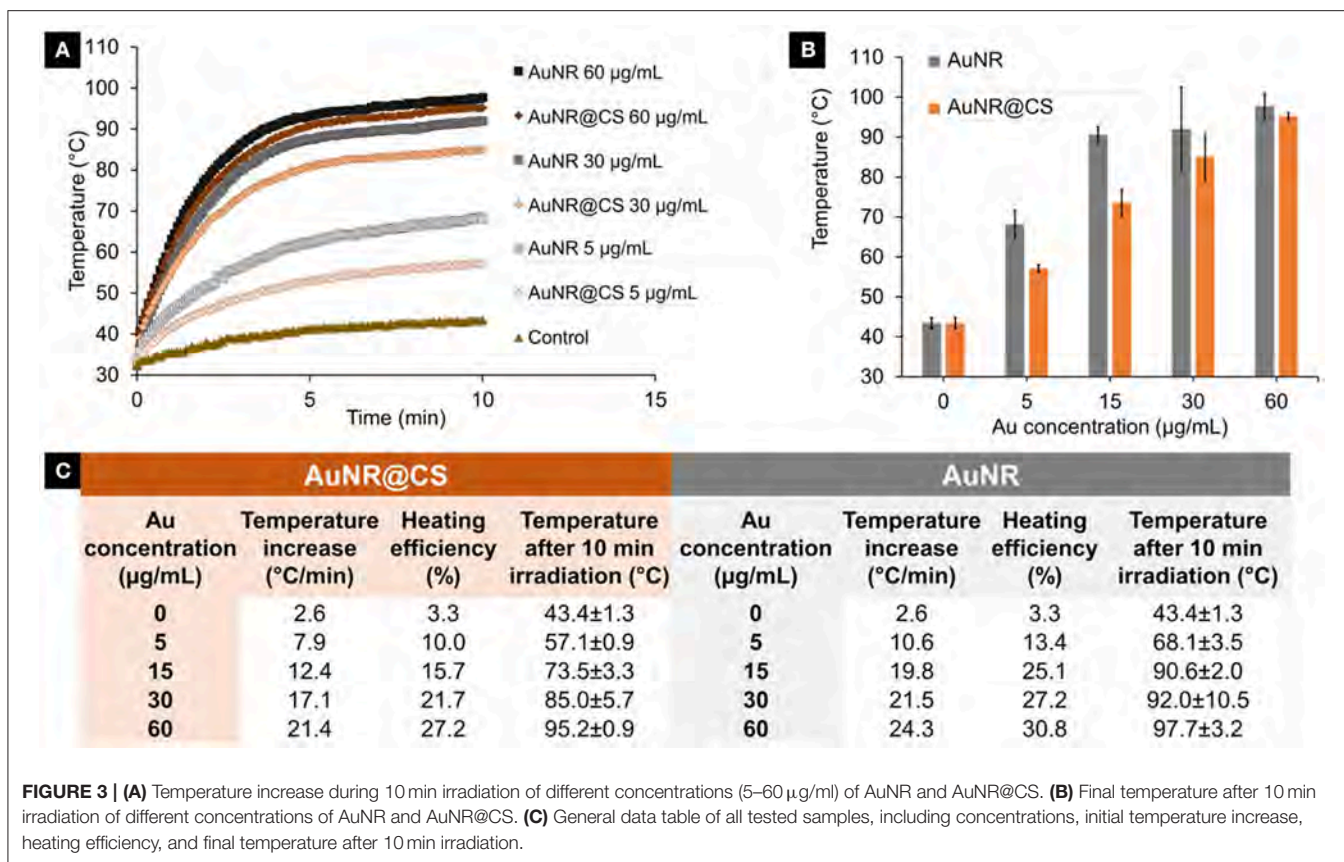 A
110
100
90
80
70
60
50
40
30
Temperature (°C)
0 5 10 15
Time (min)
AuNR 60 µg/mL
AuNR@CS 60 µg/mL
AuNR 30 µg/mL
AuNR@CS 30 µg/mL
AuNR 5 µg/mL
AuNR@CS 5 µg/mL
Control
B
110
100
90
80
70
60
50
40
30
Temperature (°C)
AuNR
AuNR@CS
0 5 15 30 60
Au concentration (µg/mL)
C
AuNR@CS AuNR
Au Temperature Heating Temperature Au Temperature Heating Temperature
concentration increase efficiency after 10 min concentration increase efficiency after 10 min
(µg/mL) (°C/min) (%) irradiation (°C) (µg/mL) (°C/min) (%) irradiation (°C)
0 2.6 3.3 43.4±1.3 0 2.6 3.3 43.4±1.3
5 7.9 10.0 57.1±0.9 5 10.6 13.4 68.1±3.5
15 12.4 15.7 73.5±3.3 15 19.8 25.1 90.6±2.0
30 17.1 21.7 85.0±5.7 30 21.5 27.2 92.0±10.5
60 21.4 27.2 95.2±0.9 60 24.3 30.8 97.7±3.2
FIGURE 3 | (A) Temperature increase during 10 min irradiation of different concentrations (5–60 µg/ml) of AuNR and AuNR@CS. (B) Final temperature after 10 min
irradiation of different concentrations of AuNR and AuNR@CS. (C) General data table of all tested samples, including concentrations, initial temperature increase,
heating efficiency, and final temperature after 10 min irradiation.